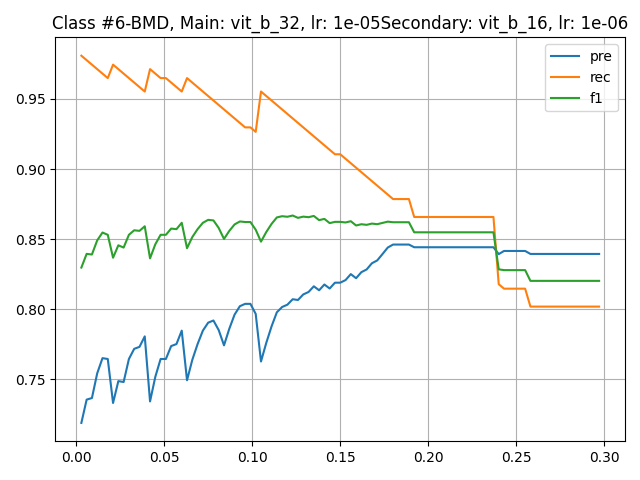 Class #6-BMD, Main: vit_b_32, lr: 1e-05Secondary: vit_b_16, lr: 1e-06
pre
rec
f1
0.95
0.90
0.85
0.80
0.75
0.00 0.05 0.10 0.15 0.20 0.25 0.30